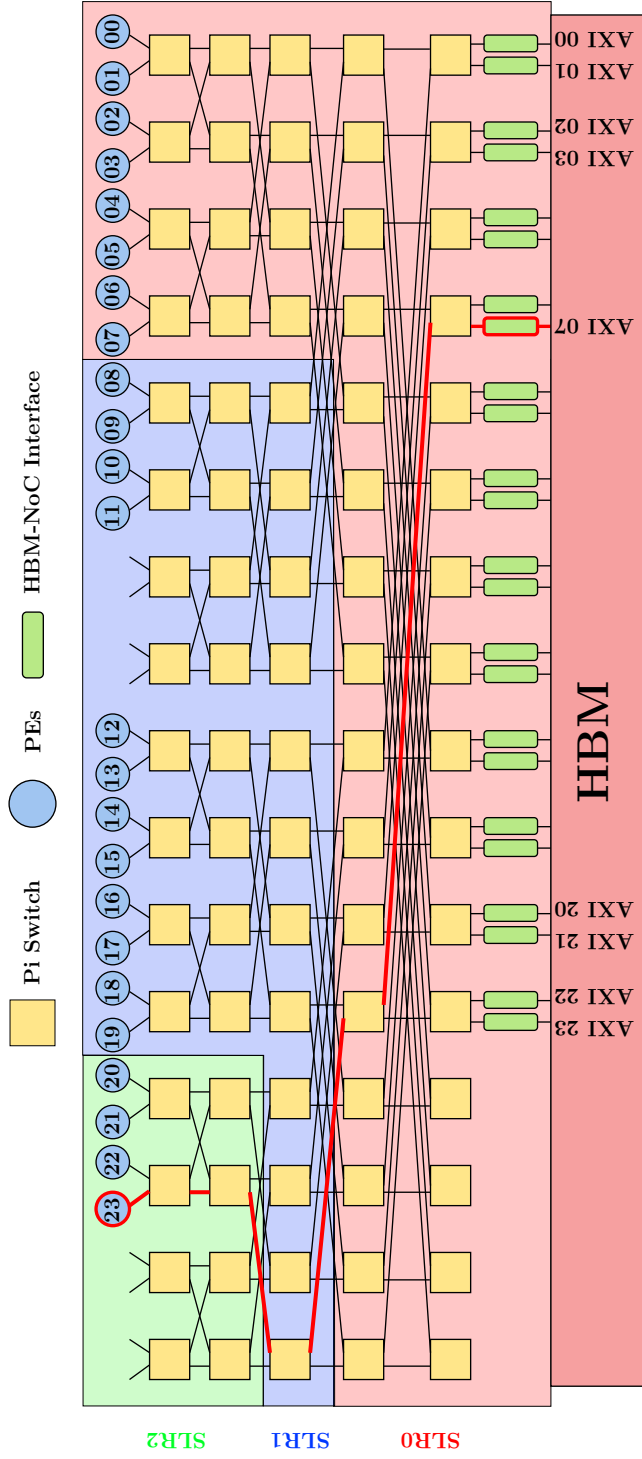 Pi Switch
PEs
HBM-NoC Interface
23
22
21
20
19
18
17
16
15
14
13
12
11
10
09
08
07
06
05
04
03
02
01
00
SLR2
SLR1
SLR0
AXI 23
AXI 22
AXI 21
AXI 20
AXI 07
AXI 03
AXI 02
AXI 01
AXI 00
HBM